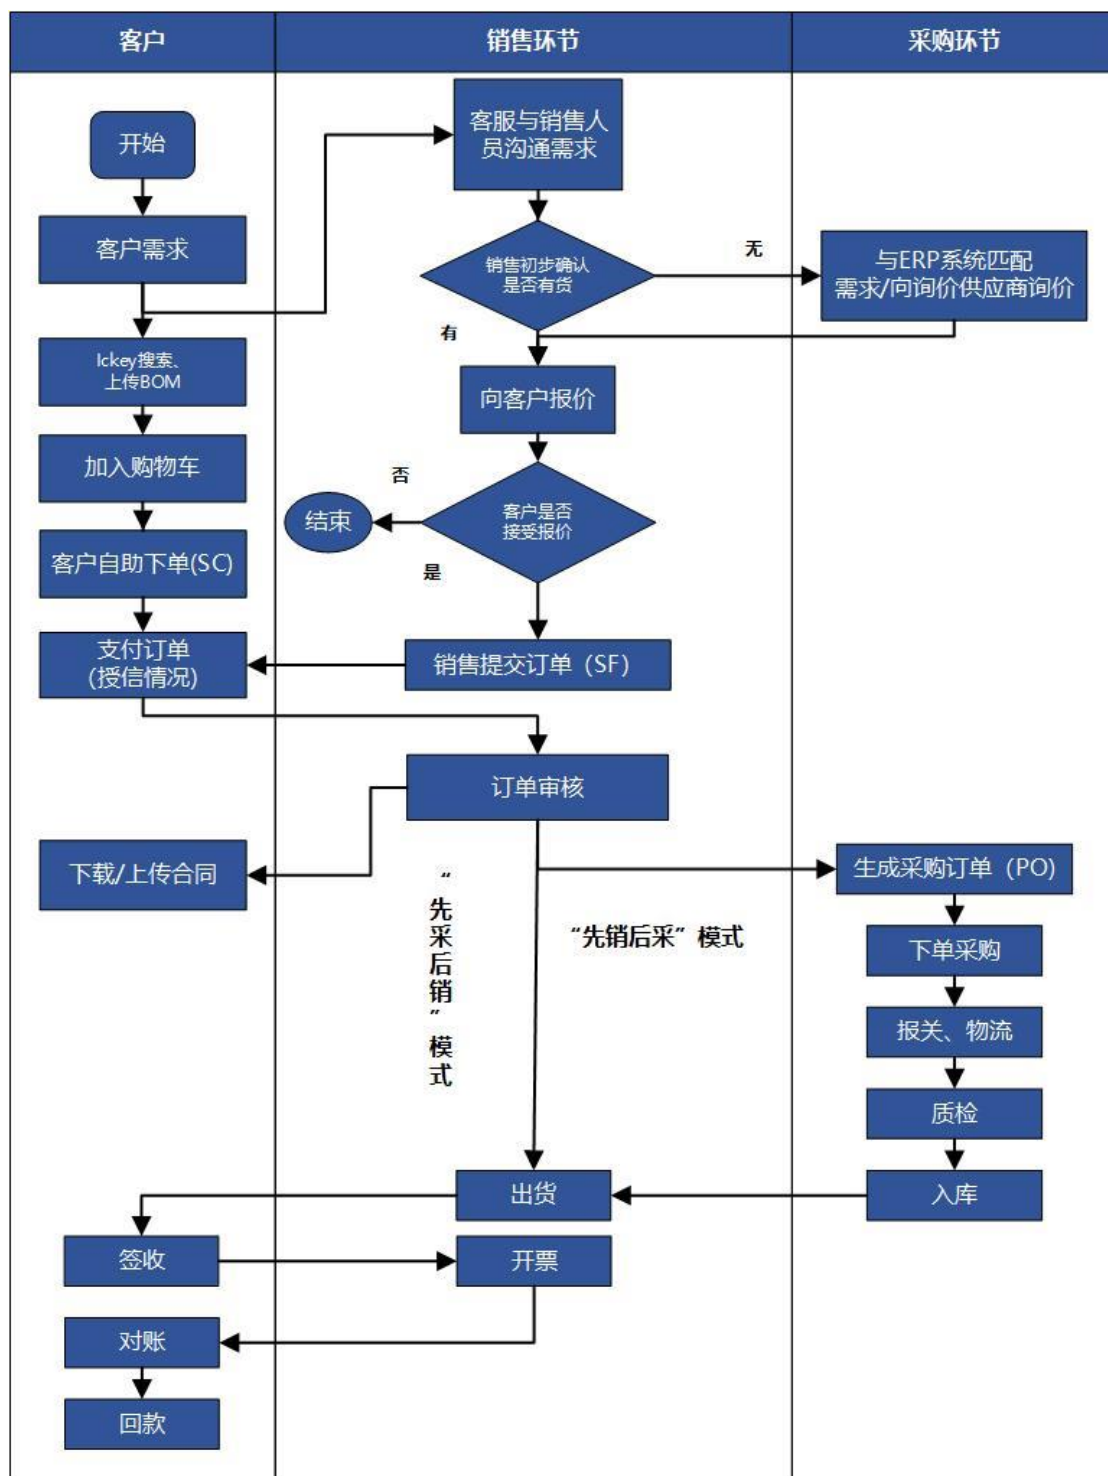 客户
销售环节
采购环节
开始
客服与销售人
员沟通需求
客户需求
销售初步确认
是否有货
无
与ERP系统匹配
需求/向询价供应商询价
有
Ickey搜索、
上传BOM
向客户报价
加入购物车
否
结束
客户是否
接受报价
客户自助下单(SC)
是
支付订单
(授信情况)
销售提交订单（SF）
订单审核
下载/上传合同
生成采购订单（PO)
“先采后销”模式
“先销后采”模式
下单采购
报关、物流
质检
出货
入库
签收
开票
对账
回款